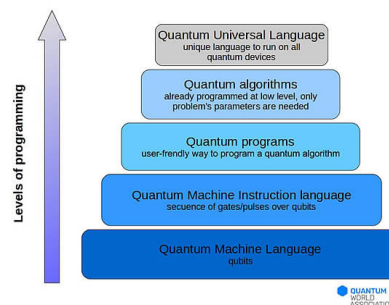 Quantum Universal Language
unique language to run on all
quantum devices
Quantum algorithms
already programmed at low level, only
problem's parameters are needed
Quantum programs
user-friendly way to program a quantum algorithm
Quantum Machine Instruction language
secuence of gates/pulses over qubits
Quantum Machine Language
qubits
Levels of programming
QUANTUM
WORLD
ASSOCIATION